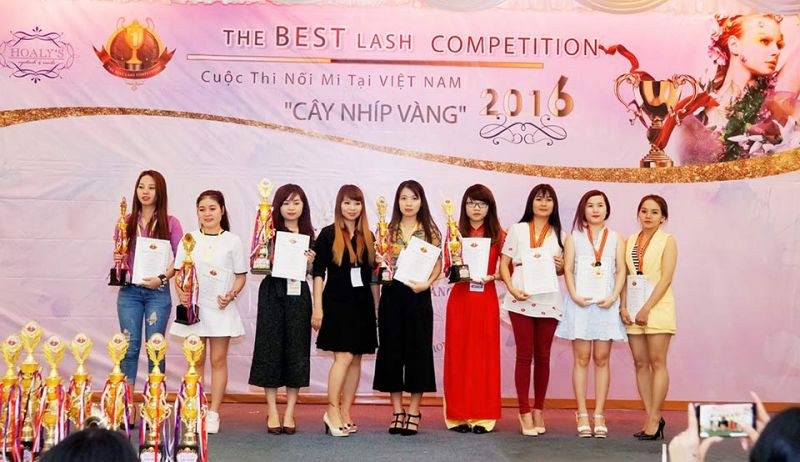 HOALY'S
THE BEST LASH COMPETITION
Cuộc Thi Nối Mi Tại VIỆT NAM
"CÂY NHÍP VÀNG" 2016